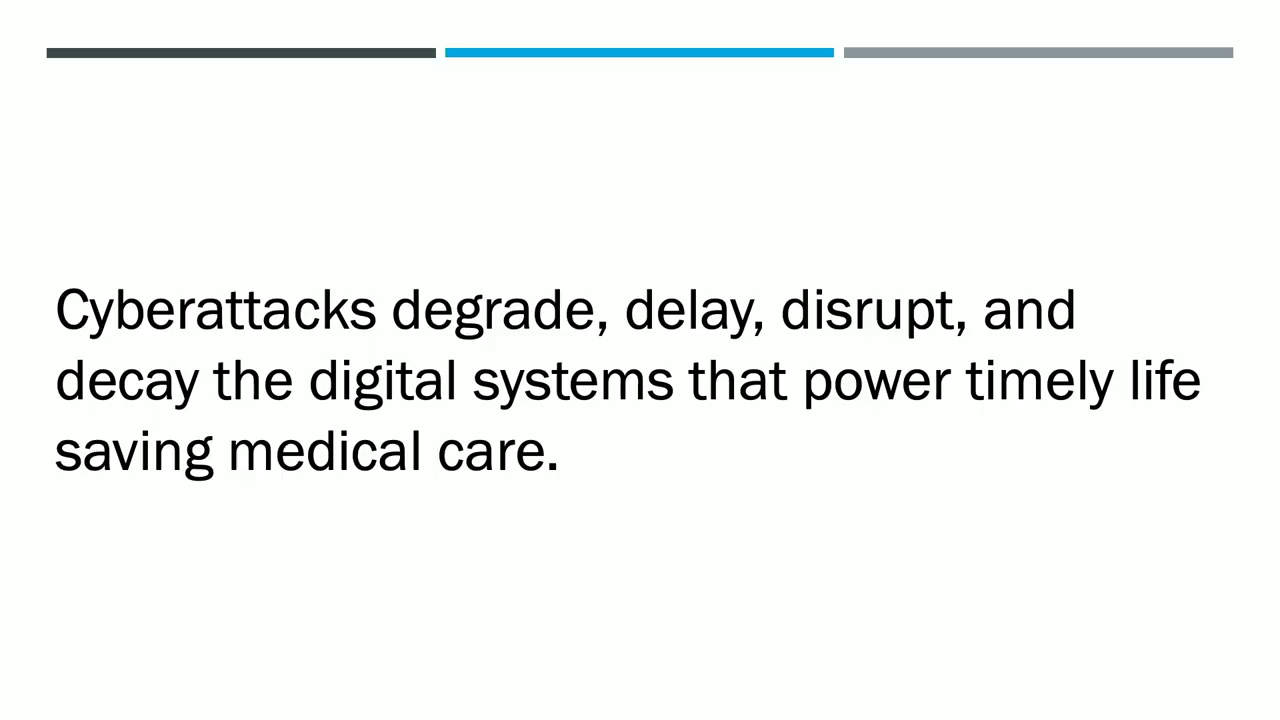 Cyberattacks degrade, delay, disrupt, and
decay the digital systems that power timely life
saving medical care.